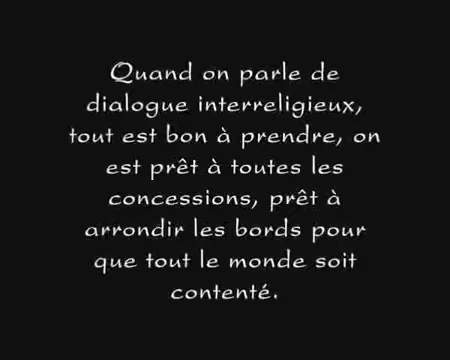 Quand on parle de
dialogue interreligieux,
tout est bon à prendre, on
est prêt à toutes les
concessions, prêt à
arrondir les bords pour
que tout le monde soit
contenté.